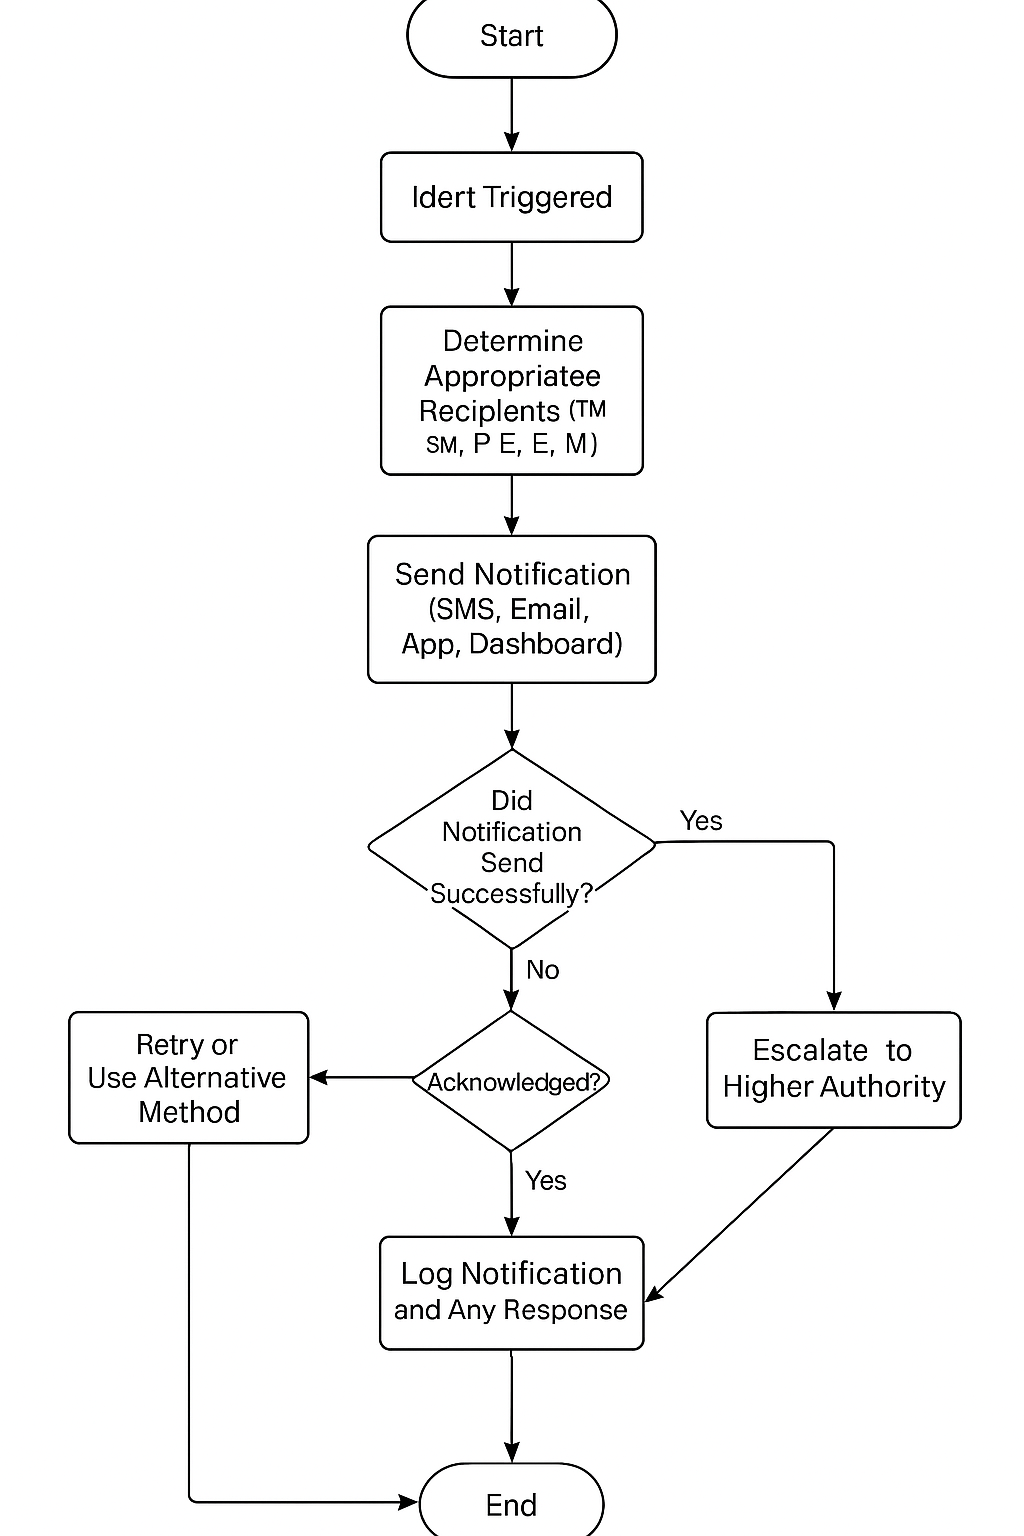 Start
Idert Triggered
Determine
Appropriatee
Reciplents (TM
SM, P E, E, M)
Send Notification
(SMS, Email,
App, Dashboard)
Did
Notification
Send
Successfully?
Yes
No
Retry or
Use Alternative
Method
Acknowledged?
Escalate to
Higher Authority
Yes
Log Notification
and Any Response
End